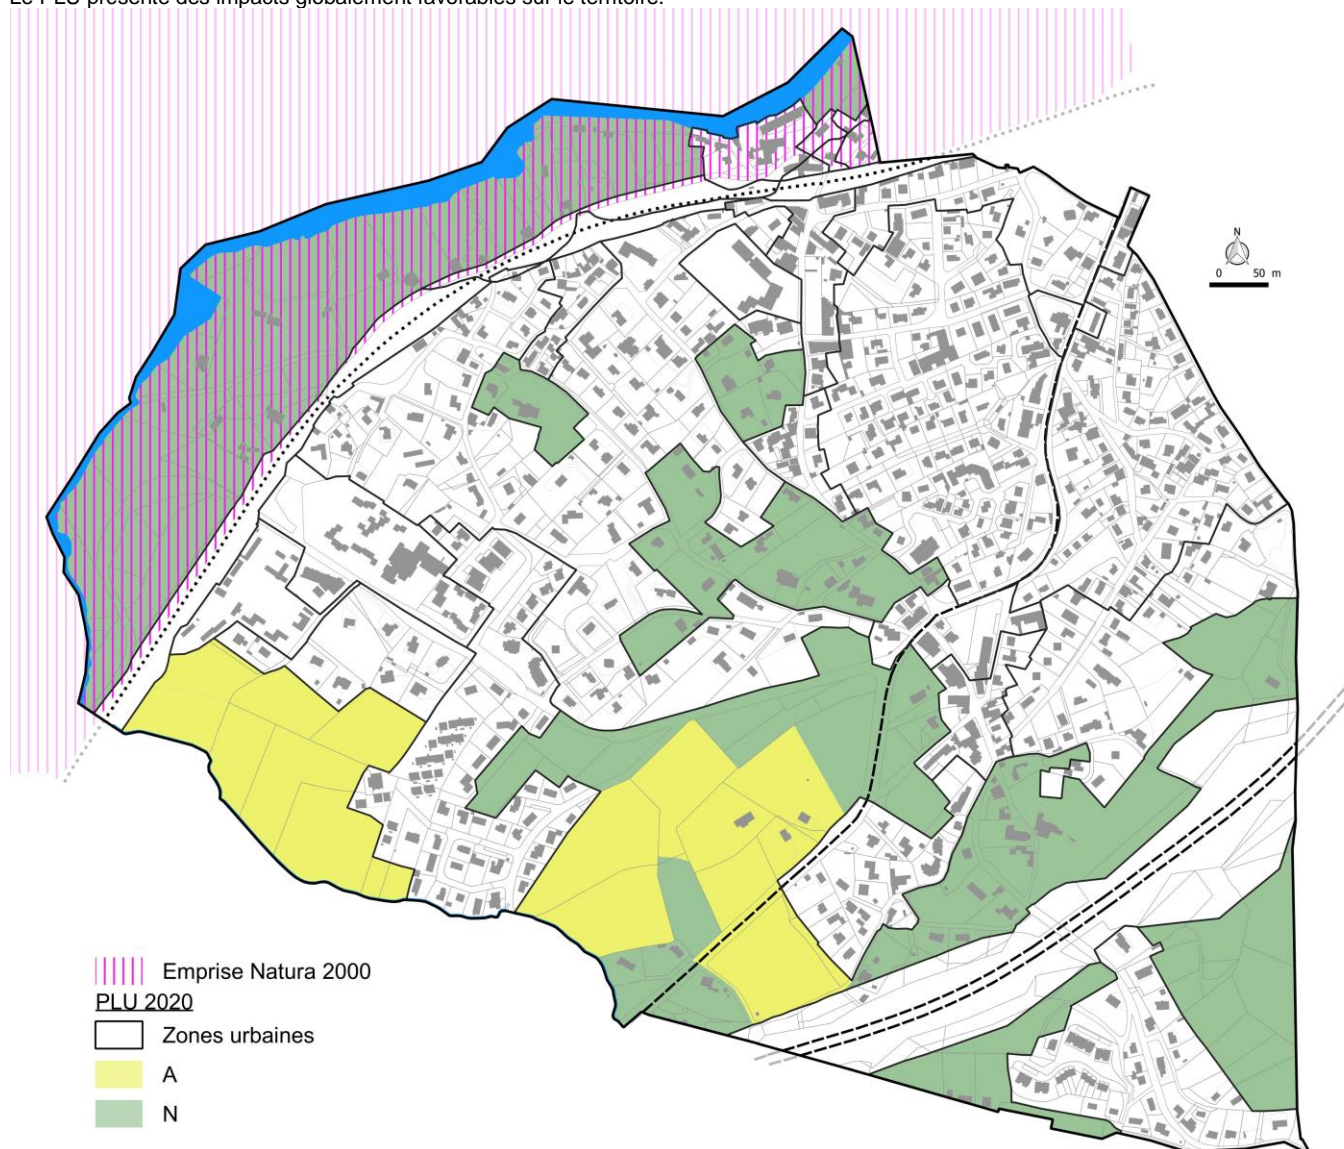 Le PLU présente des impacts globalement favorables sur le territoire.
N
0 50 m
Emprise Natura 2000
PLU 2020
Zones urbaines
A
N